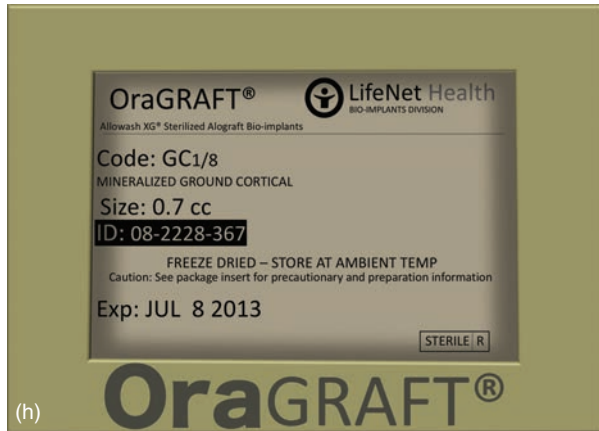 OraGRAFT®
LifeNet Health
BIO-IMPLANTS DIVISION
Allowash XG® Sterilized Alograft Bio-implants
Code: GC1/8
MINERALIZED GROUND CORTICAL
Size: 0.7 cc
ID: 08-2228-367
FREEZE DRIED – STORE AT AMBIENT TEMP
Caution: See package insert for precautionary and preparation information
Exp: JUL 8 2013
STERILE R
OraGRAFT®
(h)